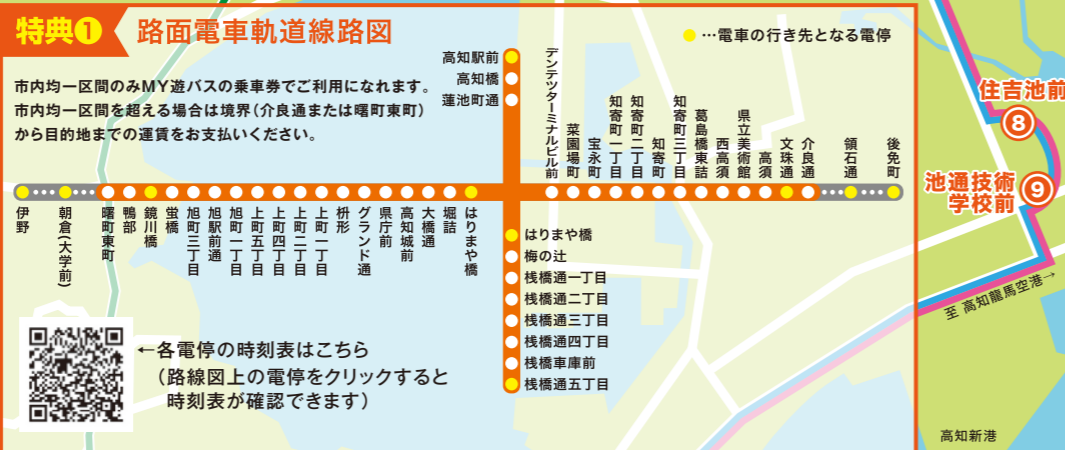 特典❶
路面電車軌道線路図
●…電車の行き先となる電停
市内均一区間のみMY遊バスの乗車券でご利用になれます。
市内均一区間を超える場合は境界(介良通または曙町東町)
から目的地までの運賃をお支払いください。
高知駅前
高知橋
蓮池町通
デンテツターミナルビル前
菜園場町
宝永町
知寄町一丁目
知寄町二丁目
知寄町
知寄町三丁目
葛島橋東詰
西高須
県立美術館
高須
文珠通
介良通
領石通
後免町
伊野
朝倉(大学前)
曙町東町
鴨部
鏡川橋
蛍橋
旭町三丁目
旭駅前通
旭町一丁目
上町五丁目
上町四丁目
上町二丁目
上町一丁目
枡形
グランド通
県庁前
高知城前
大橋通
堀詰
はりまや橋
はりまや橋
梅の辻
桟橋通一丁目
桟橋通二丁目
桟橋通三丁目
桟橋通四丁目
桟橋車庫前
桟橋通五丁目
←各電停の時刻表はこちら
(路線図上の電停をクリックすると
時刻表が確認できます)
住吉池前
⑧
池通技術
学校前
⑨
至 高知龍馬空港→
高知新港